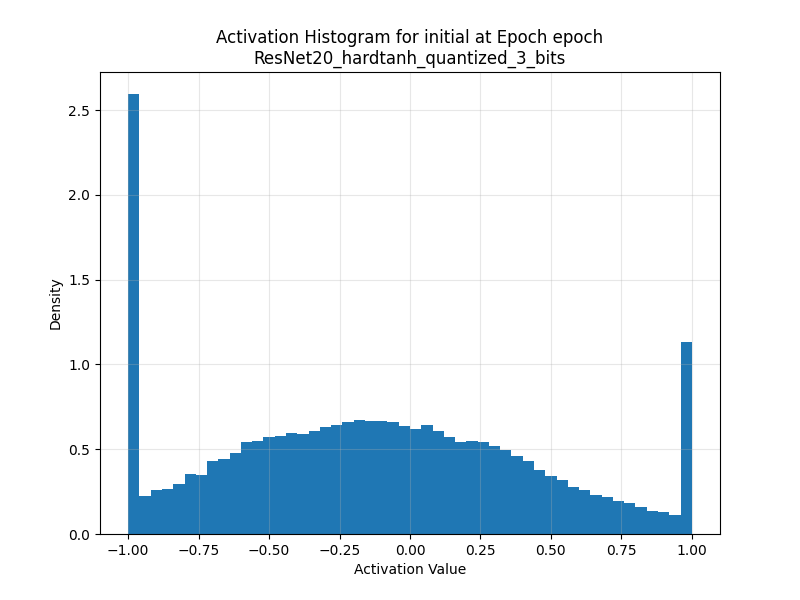 Activation Histogram for initial at Epoch epoch
ResNet20_hardtanh_quantized_3_bits
2.5
2.0
1.5
1.0
0.5
0.0
Density
−1.00 −0.75 −0.50 −0.25 0.00 0.25 0.50 0.75 1.00
Activation Value